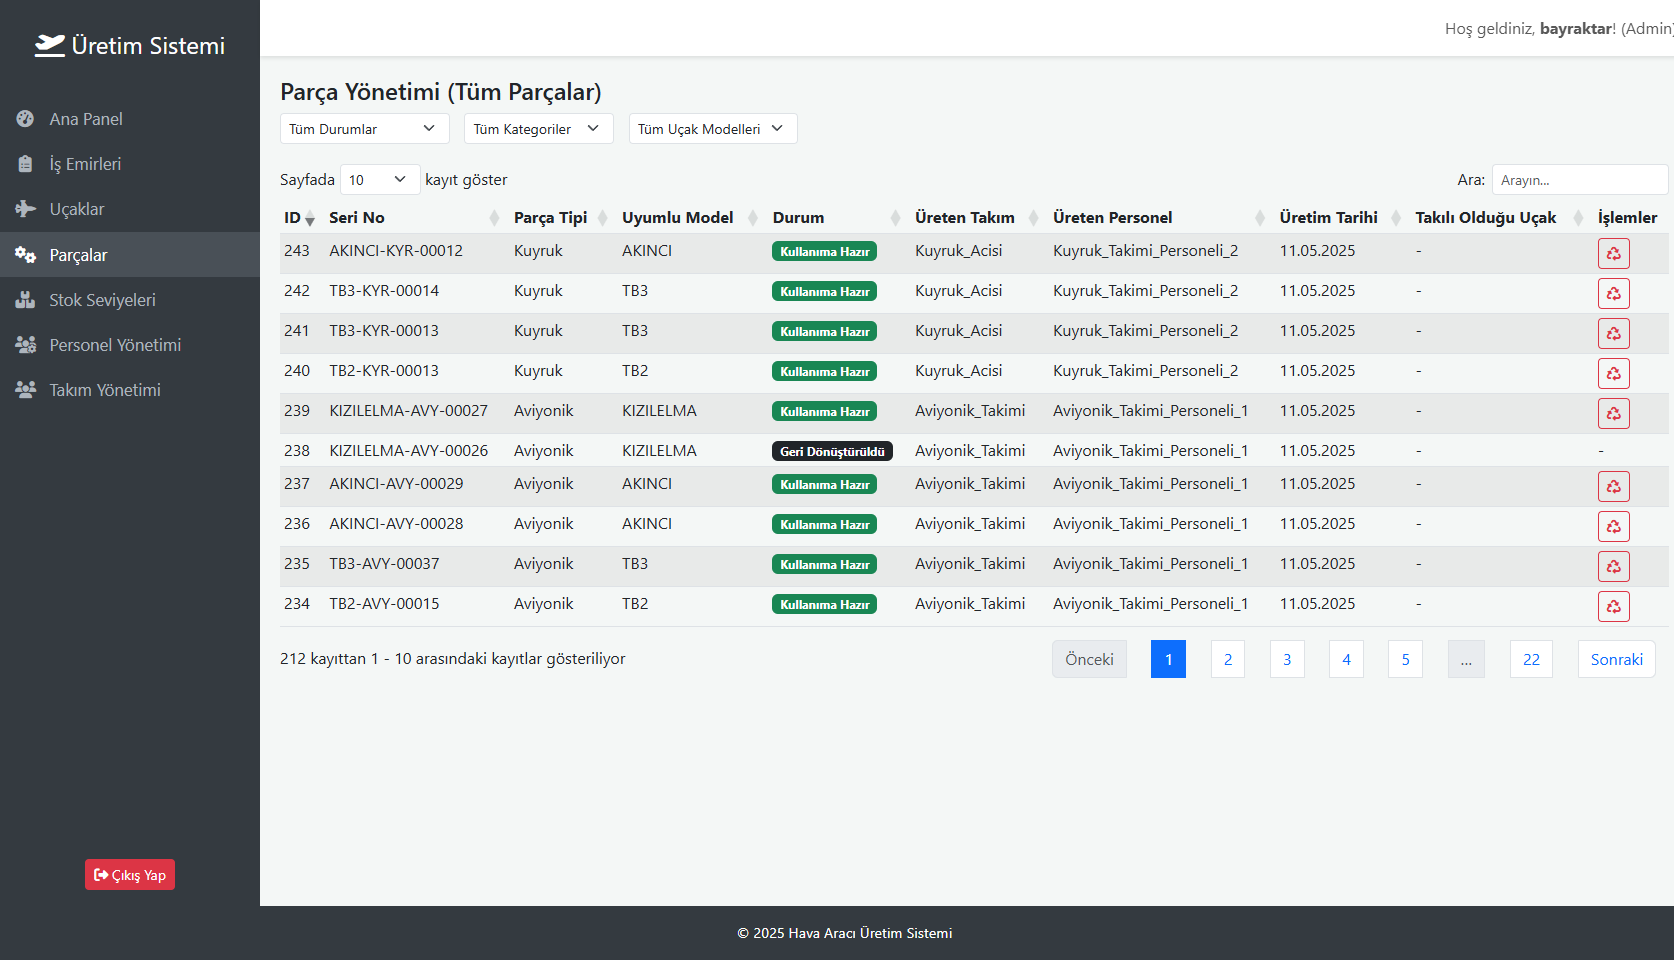 Üretim Sistemi
Hoş geldiniz, bayraktar! (Admin)
Ana Panel
İş Emirleri
Uçaklar
Parçalar
Stok Seviyeleri
Personel Yönetimi
Takım Yönetimi
Çıkış Yap
Parça Yönetimi (Tüm Parçalar)
Tüm Durumlar Tüm Kategoriler Tüm Uçak Modelleri
Sayfada 10 kayıt göster Ara: Arayın...
ID Seri No Parça Tipi Uyumlu Model Durum Üreten Takım Üreten Personel Üretim Tarihi Takılı Olduğu Uçak İşlemler
243 AKINCI-KYR-00012 Kuyruk AKINCI Kullanıma Hazır Kuyruk_Acisi Kuyruk_Takimi_Personeli_2 11.05.2025 -
242 TB3-KYR-00014 Kuyruk TB3 Kullanıma Hazır Kuyruk_Acisi Kuyruk_Takimi_Personeli_2 11.05.2025 -
241 TB3-KYR-00013 Kuyruk TB3 Kullanıma Hazır Kuyruk_Acisi Kuyruk_Takimi_Personeli_2 11.05.2025 -
240 TB2-KYR-00013 Kuyruk TB2 Kullanıma Hazır Kuyruk_Acisi Kuyruk_Takimi_Personeli_2 11.05.2025 -
239 KIZILELMA-AVY-00027 Aviyonik KIZILELMA Kullanıma Hazır Aviyonik_Takimi Aviyonik_Takimi_Personeli_1 11.05.2025 -
238 KIZILELMA-AVY-00026 Aviyonik KIZILELMA Geri Dönüştürüldü Aviyonik_Takimi Aviyonik_Takimi_Personeli_1 11.05.2025 - -
237 AKINCI-AVY-00029 Aviyonik AKINCI Kullanıma Hazır Aviyonik_Takimi Aviyonik_Takimi_Personeli_1 11.05.2025 -
236 AKINCI-AVY-00028 Aviyonik AKINCI Kullanıma Hazır Aviyonik_Takimi Aviyonik_Takimi_Personeli_1 11.05.2025 -
235 TB3-AVY-00037 Aviyonik TB3 Kullanıma Hazır Aviyonik_Takimi Aviyonik_Takimi_Personeli_1 11.05.2025 -
234 TB2-AVY-00015 Aviyonik TB2 Kullanıma Hazır Aviyonik_Takimi Aviyonik_Takimi_Personeli_1 11.05.2025 -
212 kayıttan 1 - 10 arasındaki kayıtlar gösteriliyor Önceki 1 2 3 4 5 ... 22 Sonraki
© 2025 Hava Aracı Üretim Sistemi